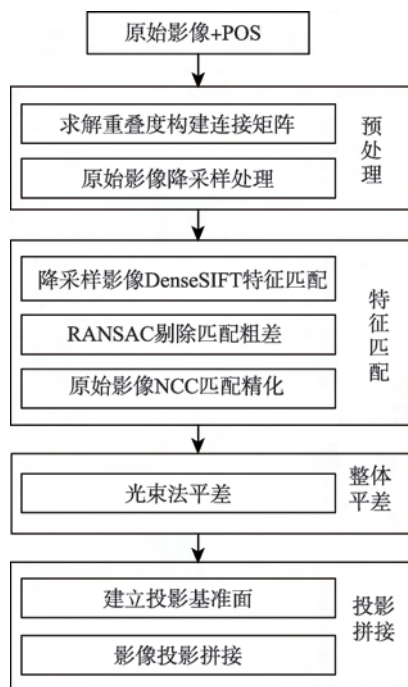 原始影像+POS
求解重叠度构建连接矩阵
原始影像降采样处理
预处理
降采样影像DenseSIFT特征匹配
RANSAC剔除匹配粗差
原始影像NCC匹配精化
特征匹配
光束法平差
整体
平差
建立投影基准面
影像投影拼接
投影
拼接